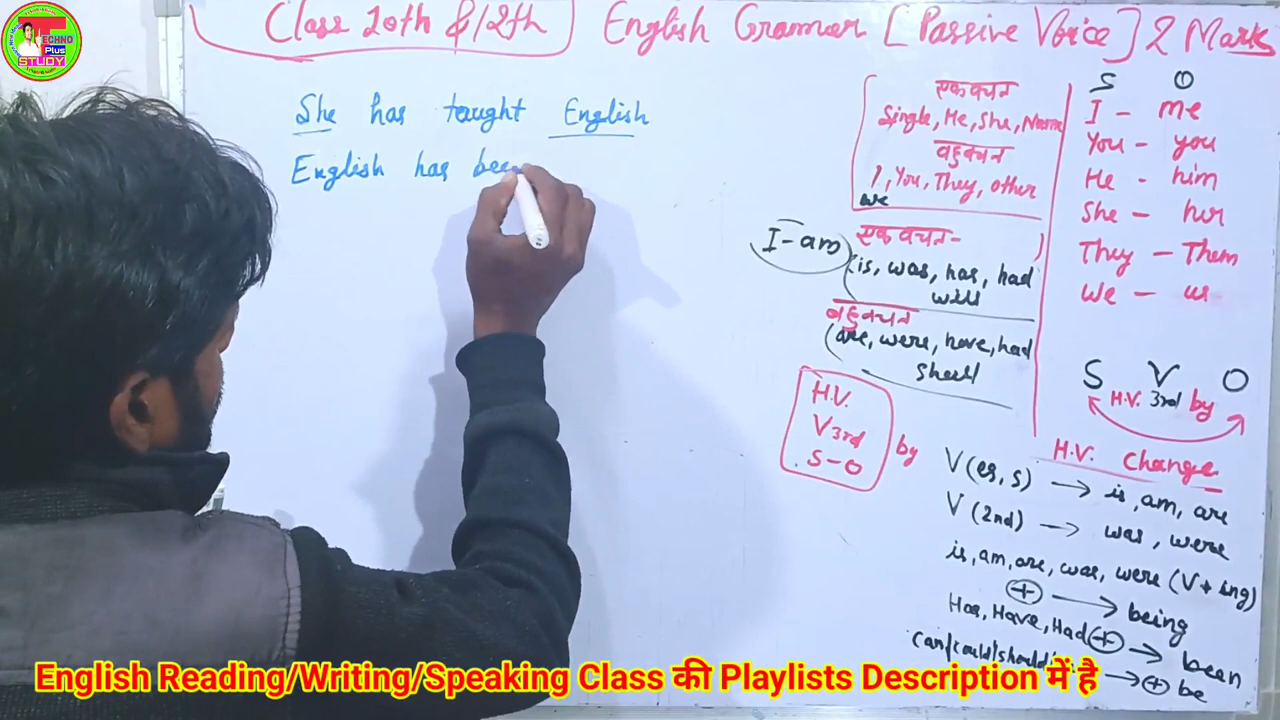 TECHNO
Plus
STUDY
Class 10th & 12th English Grammar [Passive Voice] 2 Mark
She has taught English
English has been
एकवचन
Single, He, She, Name
बहुवचन
I, You, They, other
we
I-am
एकवचन-
(is, was, has, had
will
बहुवचन
(are, were, have, had
shall
H.V.
V 3rd
S-O
by
S O
I - me
You - you
He - him
She - her
They - Them
We - us
S V O
H.V. 3rd by
H.V. Change
V (es, s) → is, am, are
V (2nd) → was, were
is, am, are, was, were (V+ing)
+ → being
Has, Have, Had + → been
can/could/should → + be
English Reading/Writing/Speaking Class की Playlists Description में है